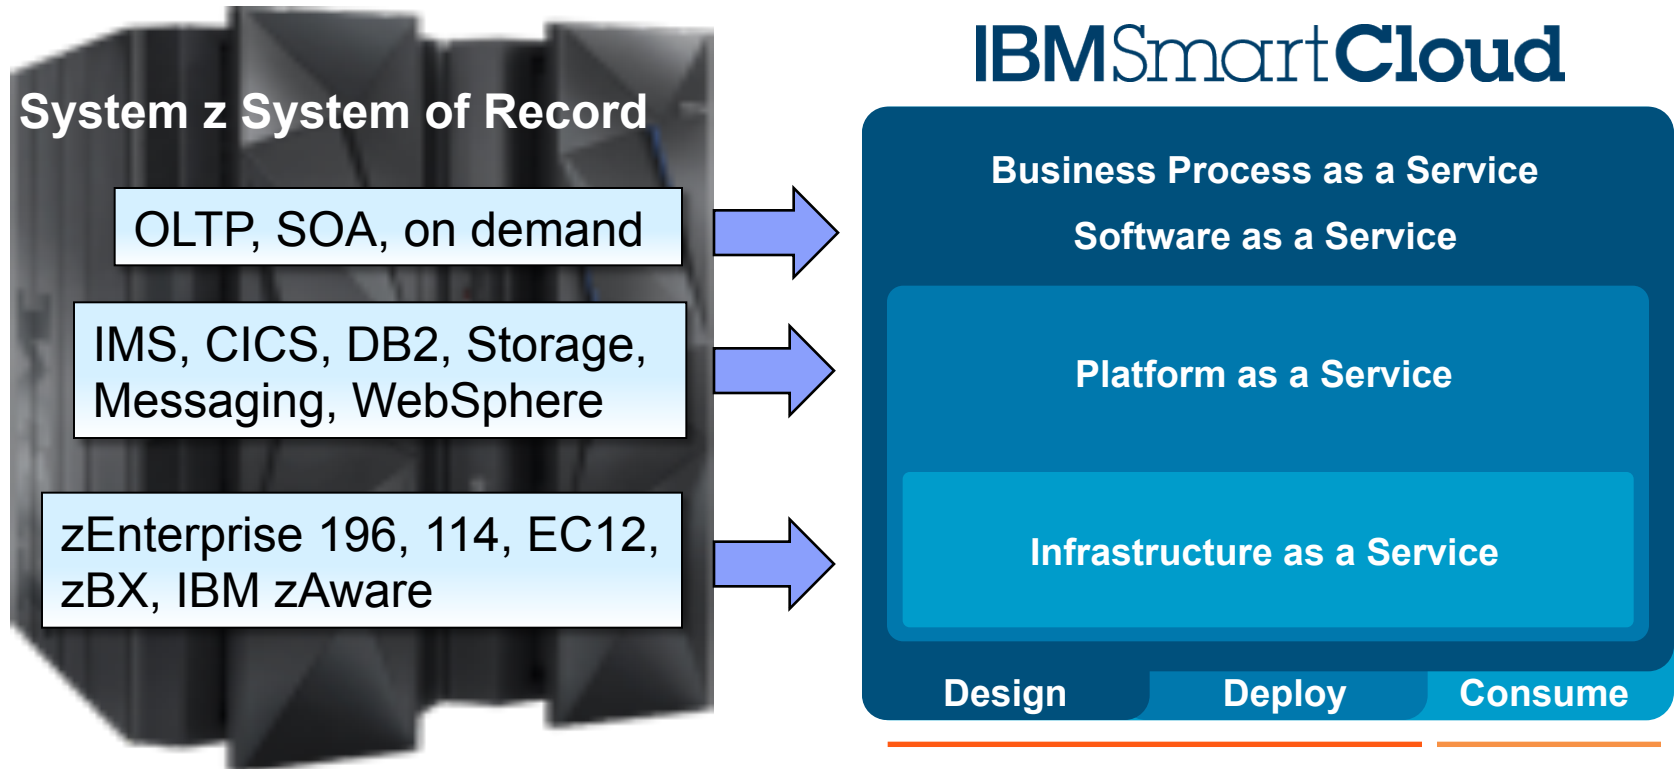 System z System of Record
OLTP, SOA, on demand
IMS, CICS, DB2, Storage,
Messaging, WebSphere
zEnterprise 196, 114, EC12,
zBX, IBM zAware
IBMSmartCloud
Business Process as a Service
Software as a Service
Platform as a Service
Infrastructure as a Service
Design
Deploy
Consume